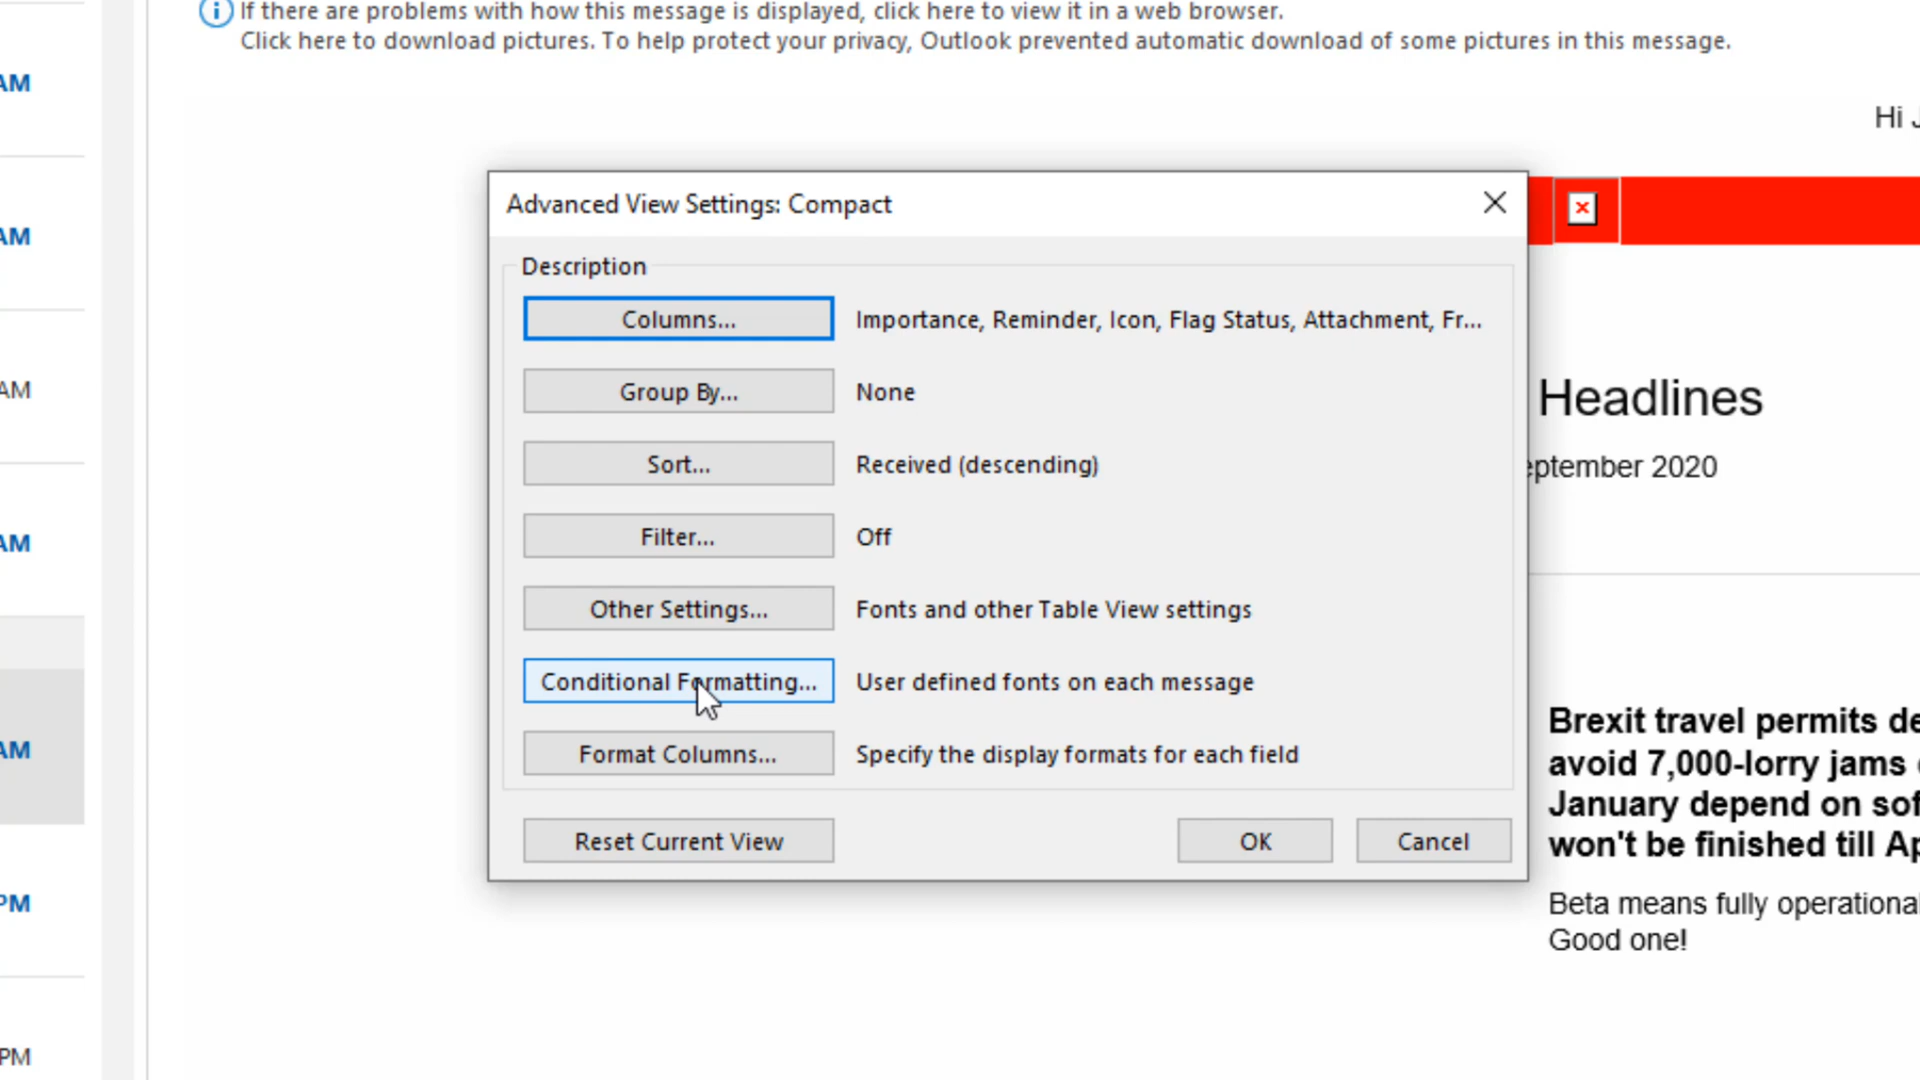 If there are problems with how this message is displayed, click here to view it in a web browser.
Click here to download pictures. To help protect your privacy, Outlook prevented automatic download of some pictures in this message.
AM
Hi J
Advanced View Settings: Compact
AM
Description
Columns...
Importance, Reminder, Icon, Flag Status, Attachment, Fr...
AM
Group By...
None
Headlines
Sort...
Received (descending)
eptember 2020
Filter...
Off
AM
Other Settings...
Fonts and other Table View settings
Conditional Formatting...
User defined fonts on each message
Brexit travel permits de
AM
Format Columns...
Specify the display formats for each field
avoid 7,000-lorry jams
January depend on sof
Reset Current View
OK
Cancel
won't be finished till Ap
PM
Beta means fully operational
Good one!
PM